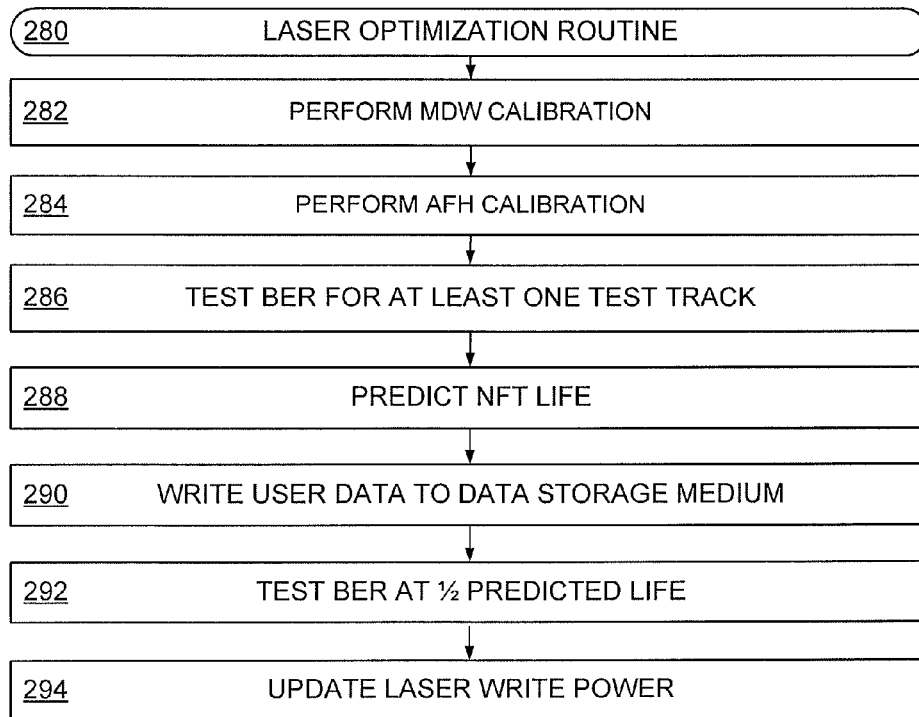 280 LASER OPTIMIZATION ROUTINE
282 PERFORM MDW CALIBRATION
284 PERFORM AFH CALIBRATION
286 TEST BER FOR AT LEAST ONE TEST TRACK
288 PREDICT NFT LIFE
290 WRITE USER DATA TO DATA STORAGE MEDIUM
292 TEST BER AT ½ PREDICTED LIFE
294 UPDATE LASER WRITE POWER